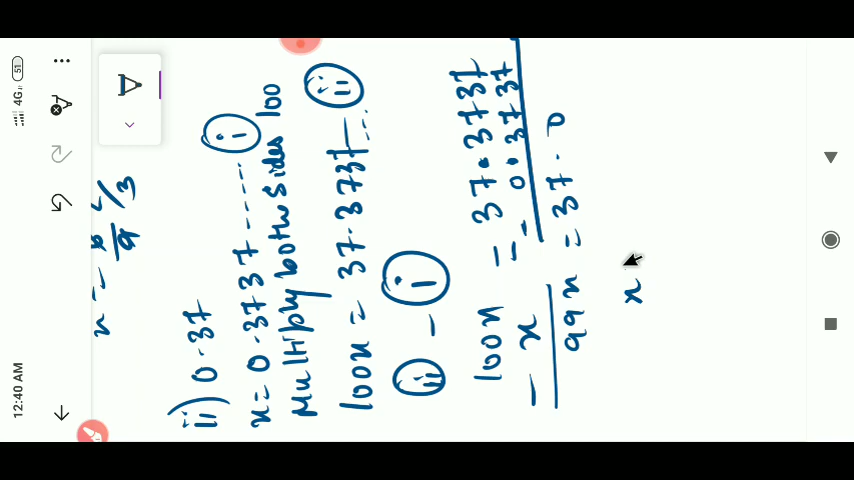 12:40 AM
4G
51
9/3
ii) 0.37
x = 0.3737 ------ (i)
Multiply both sides 100
100x = 37.3737- ... (ii)
(ii) - (i)
100x = 37.3737
- x = - 0.3737
99x = 37.0
x